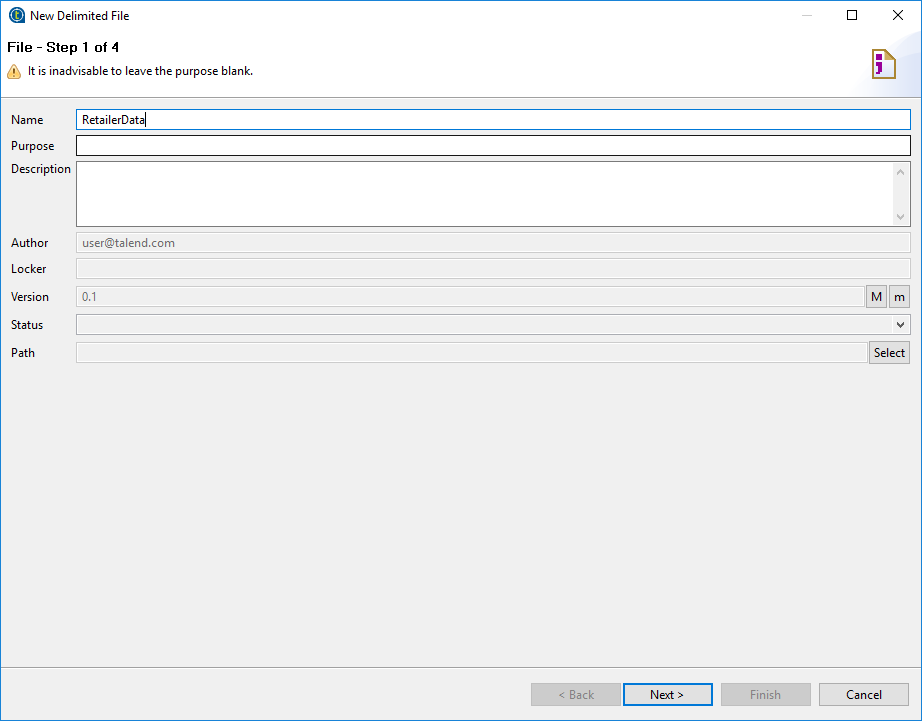 New Delimited File
File - Step 1 of 4
It is inadvisable to leave the purpose blank.
Name RetailerData
Purpose
Description
Author user@talend.com
Locker
Version 0.1 M m
Status
Path Select
< Back Next > Finish Cancel